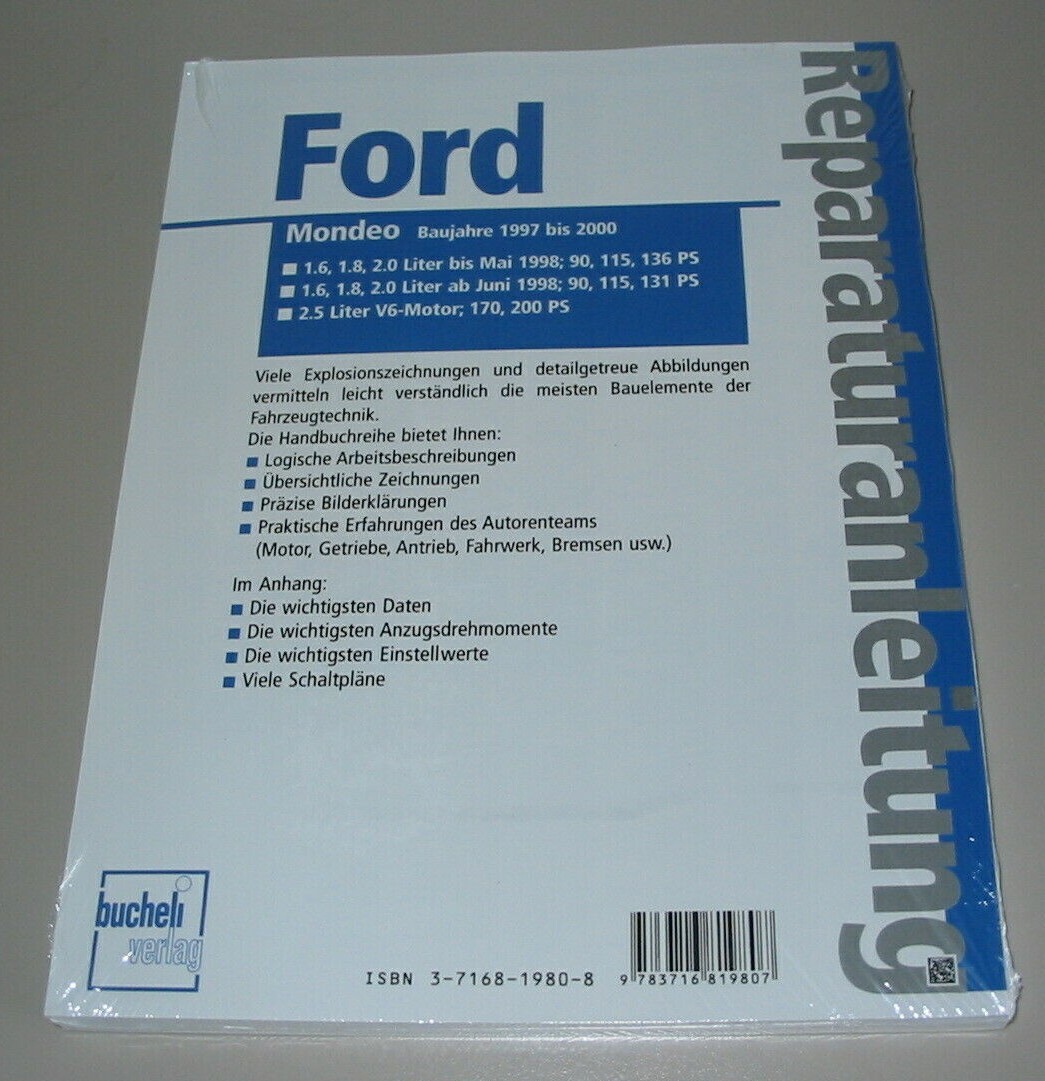 Ford
Mondeo Baujahre 1997 bis 2000
1.6, 1.8, 2.0 Liter bis Mai 1998; 90, 115, 136 PS
1.6, 1.8, 2.0 Liter ab Juni 1998; 90, 115, 131 PS
2.5 Liter V6-Motor; 170, 200 PS
Viele Explosionszeichnungen und detailgetreue Abbildungen
vermitteln leicht verständlich die meisten Bauelemente der
Fahrzeugtechnik.
Die Handbuchreihe bietet Ihnen:
Logische Arbeitsbeschreibungen
Übersichtliche Zeichnungen
Präzise Bilderklärungen
Praktische Erfahrungen des Autorenteams
(Motor, Getriebe, Antrieb, Fahrwerk, Bremsen usw.)
Im Anhang:
Die wichtigsten Daten
Die wichtigsten Anzugsdrehmomente
Die wichtigsten Einstellwerte
Viele Schaltpläne
Reparaturanleitung
bucheli
verlag
ISBN 3-7168-1980-8
9 783716 819807